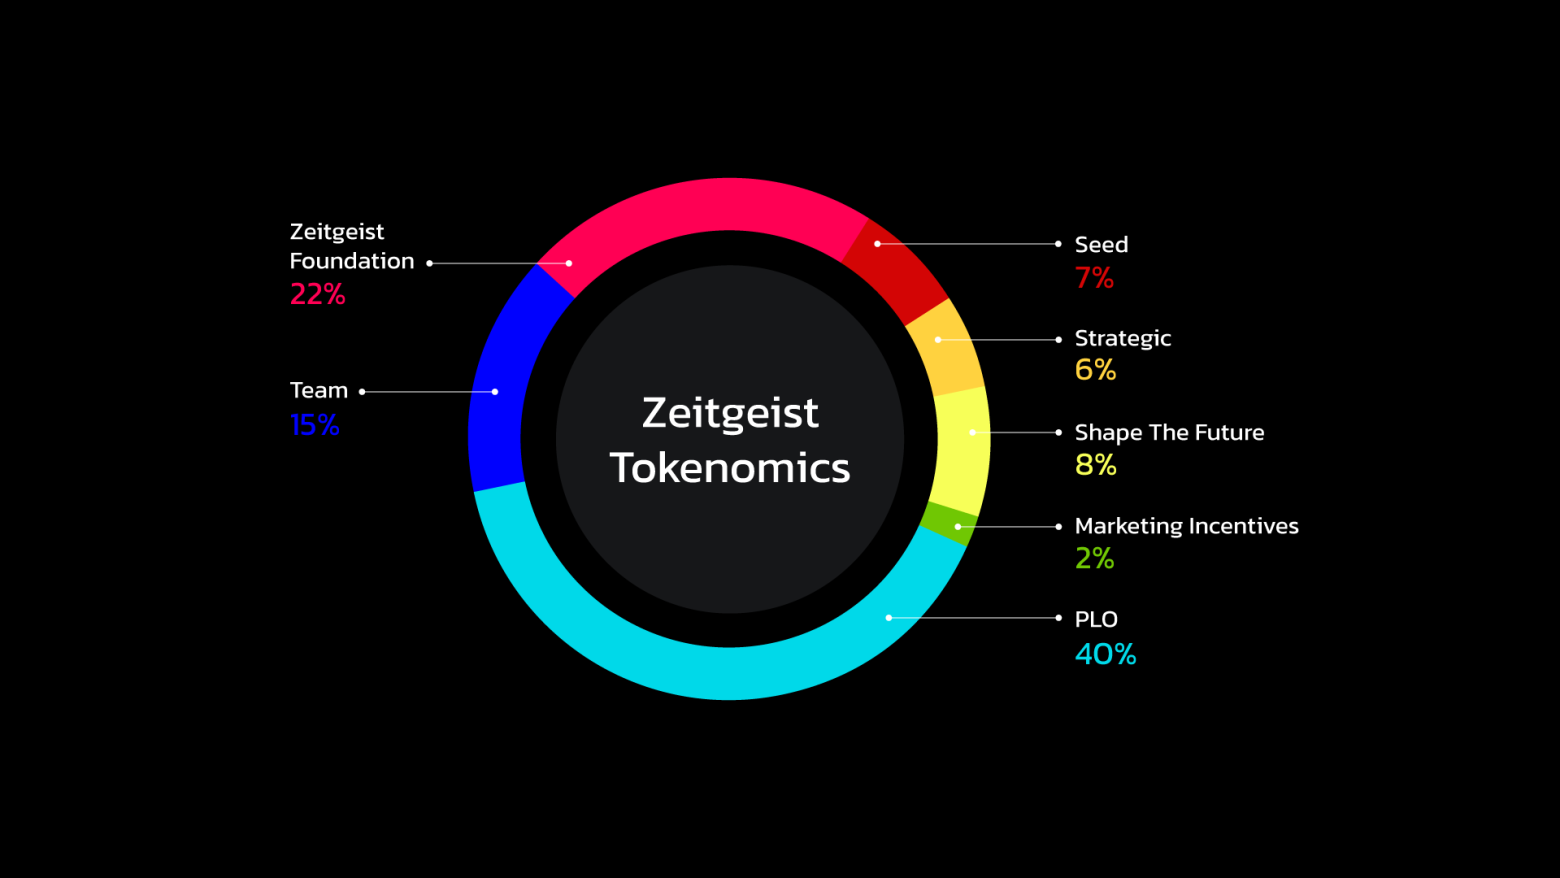 Zeitgeist
Foundation
22%
Team
15%
Zeitgeist
Tokenomics
Seed
7%
Strategic
6%
Shape The Future
8%
Marketing Incentives
2%
PLO
40%